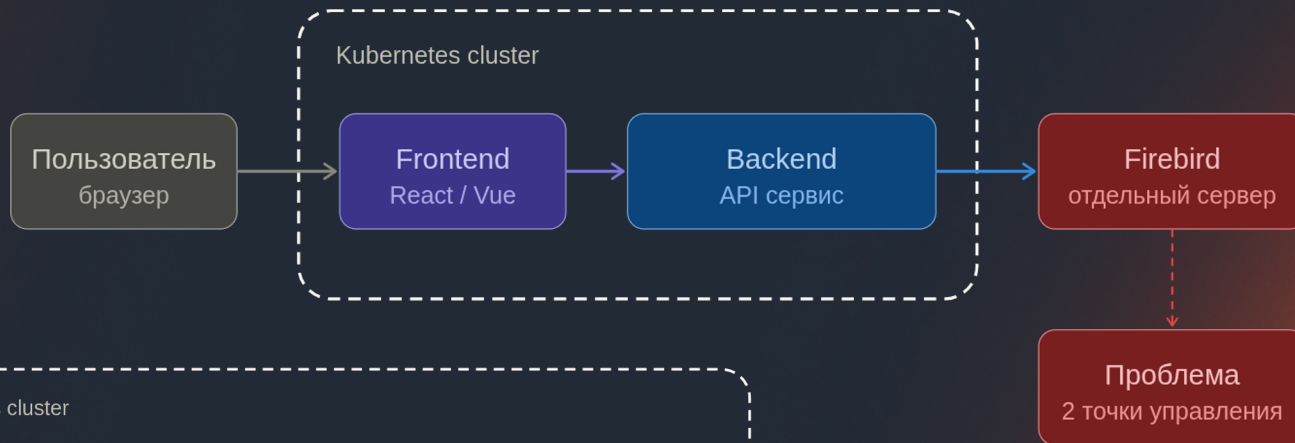 Kubernetes cluster
Пользователь
браузер
Frontend
React / Vue
Backend
API сервис
Firebird
отдельный сервер
Проблема
2 точки управления
cluster